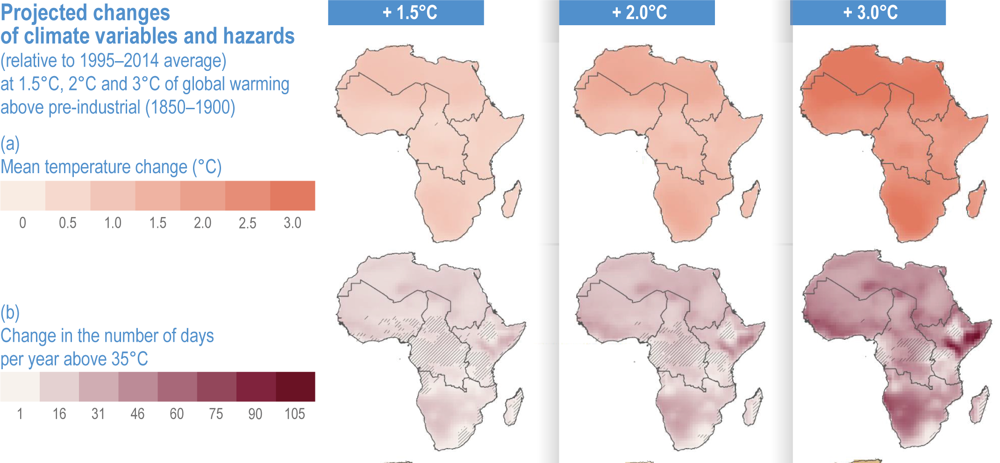 Projected changes
of climate variables and hazards
(relative to 1995–2014 average)
at 1.5°C, 2°C and 3°C of global warming
above pre-industrial (1850–1900)
+ 1.5°C
+ 2.0°C
+ 3.0°C
(a)
Mean temperature change (°C)
0 0.5 1.0 1.5 2.0 2.5 3.0
(b)
Change in the number of days
per year above 35°C
1 16 31 46 60 75 90 105